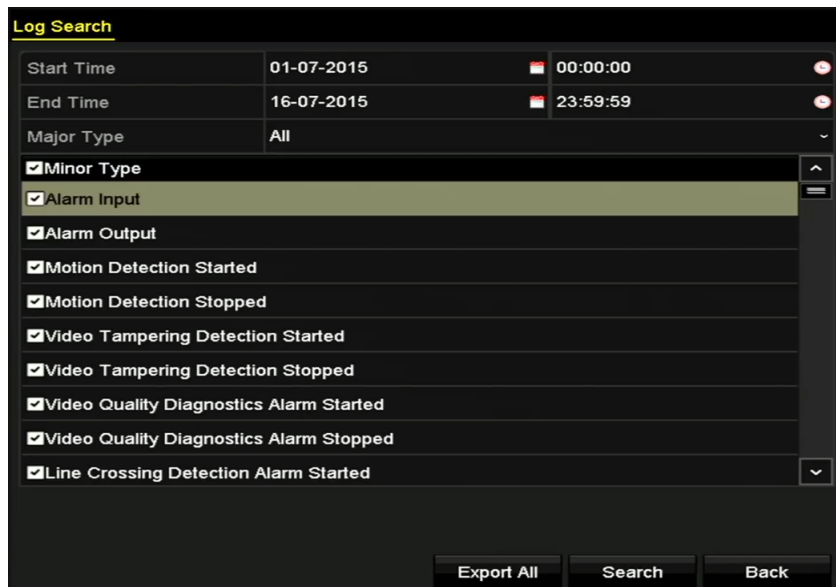 Log Search
Start Time 01-07-2015 00:00:00
End Time 16-07-2015 23:59:59
Major Type All
Minor Type
Alarm Input
Alarm Output
Motion Detection Started
Motion Detection Stopped
Video Tampering Detection Started
Video Tampering Detection Stopped
Video Quality Diagnostics Alarm Started
Video Quality Diagnostics Alarm Stopped
Line Crossing Detection Alarm Started
Export All Search Back